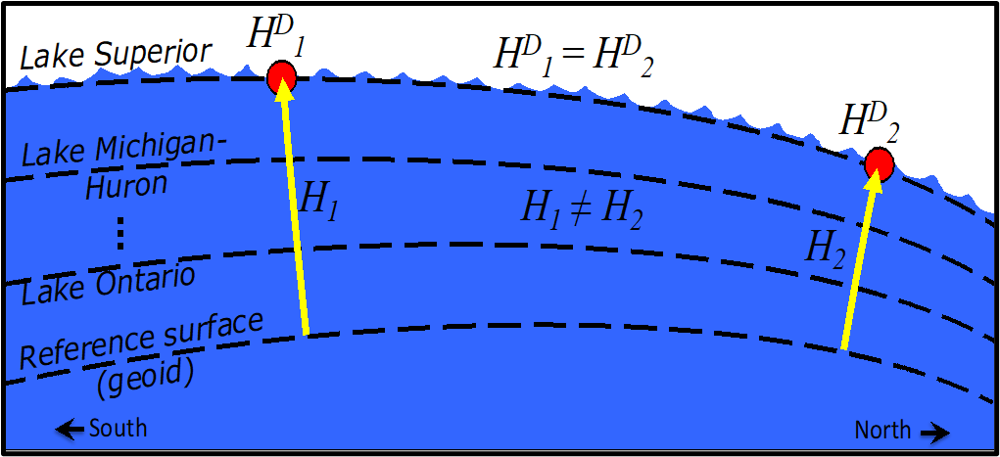 Lake Superior
H^D_1
H^D_1 = H^D_2
H^D_2
Lake Michigan-
Huron
H_1
H_1 ≠ H_2
H_2
Lake Ontario
Reference surface
(geoid)
South
North